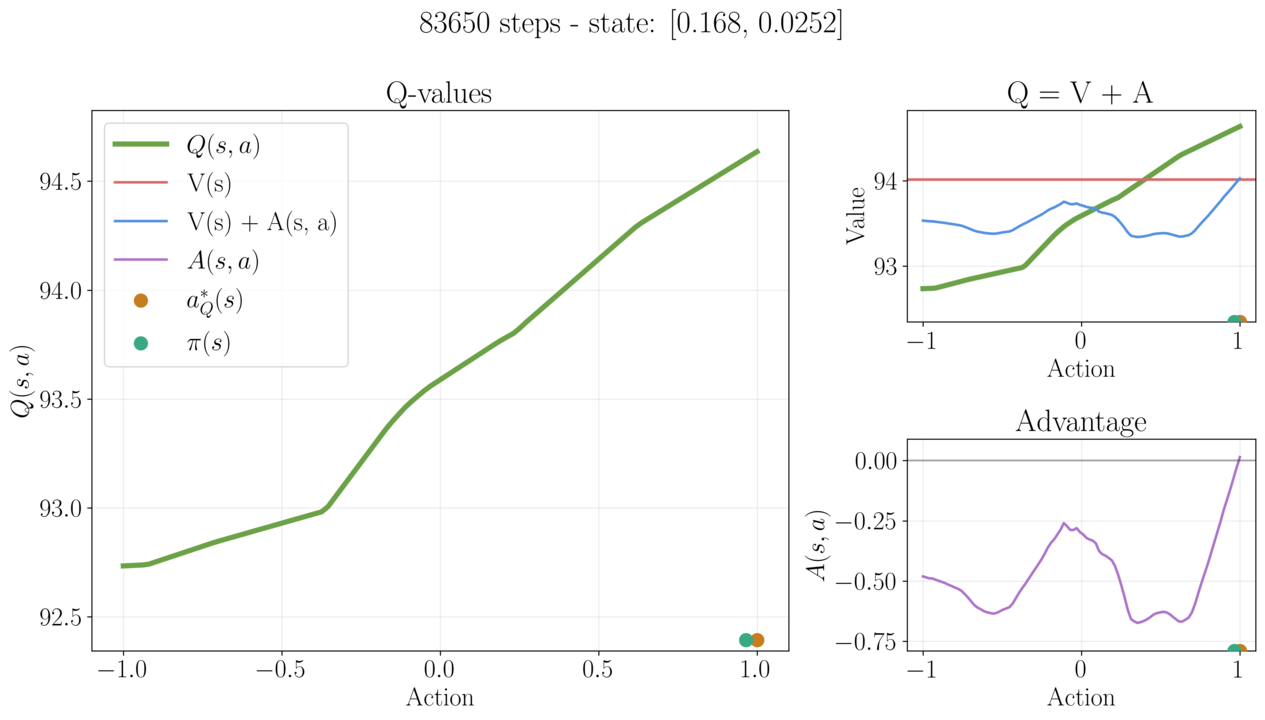 83650 steps - state: [0.168, 0.0252]
Q-values
Q(s, a)
V(s)
V(s) + A(s, a)
A(s, a)
a*Q(s)
π(s)
94.5
94.0
93.5
93.0
92.5
Q(s, a)
−1.0
−0.5
0.0
0.5
1.0
Action
Q = V + A
94
93
Value
−1
0
1
Action
Advantage
0.00
−0.25
−0.50
−0.75
A(s, a)
−1
0
1
Action